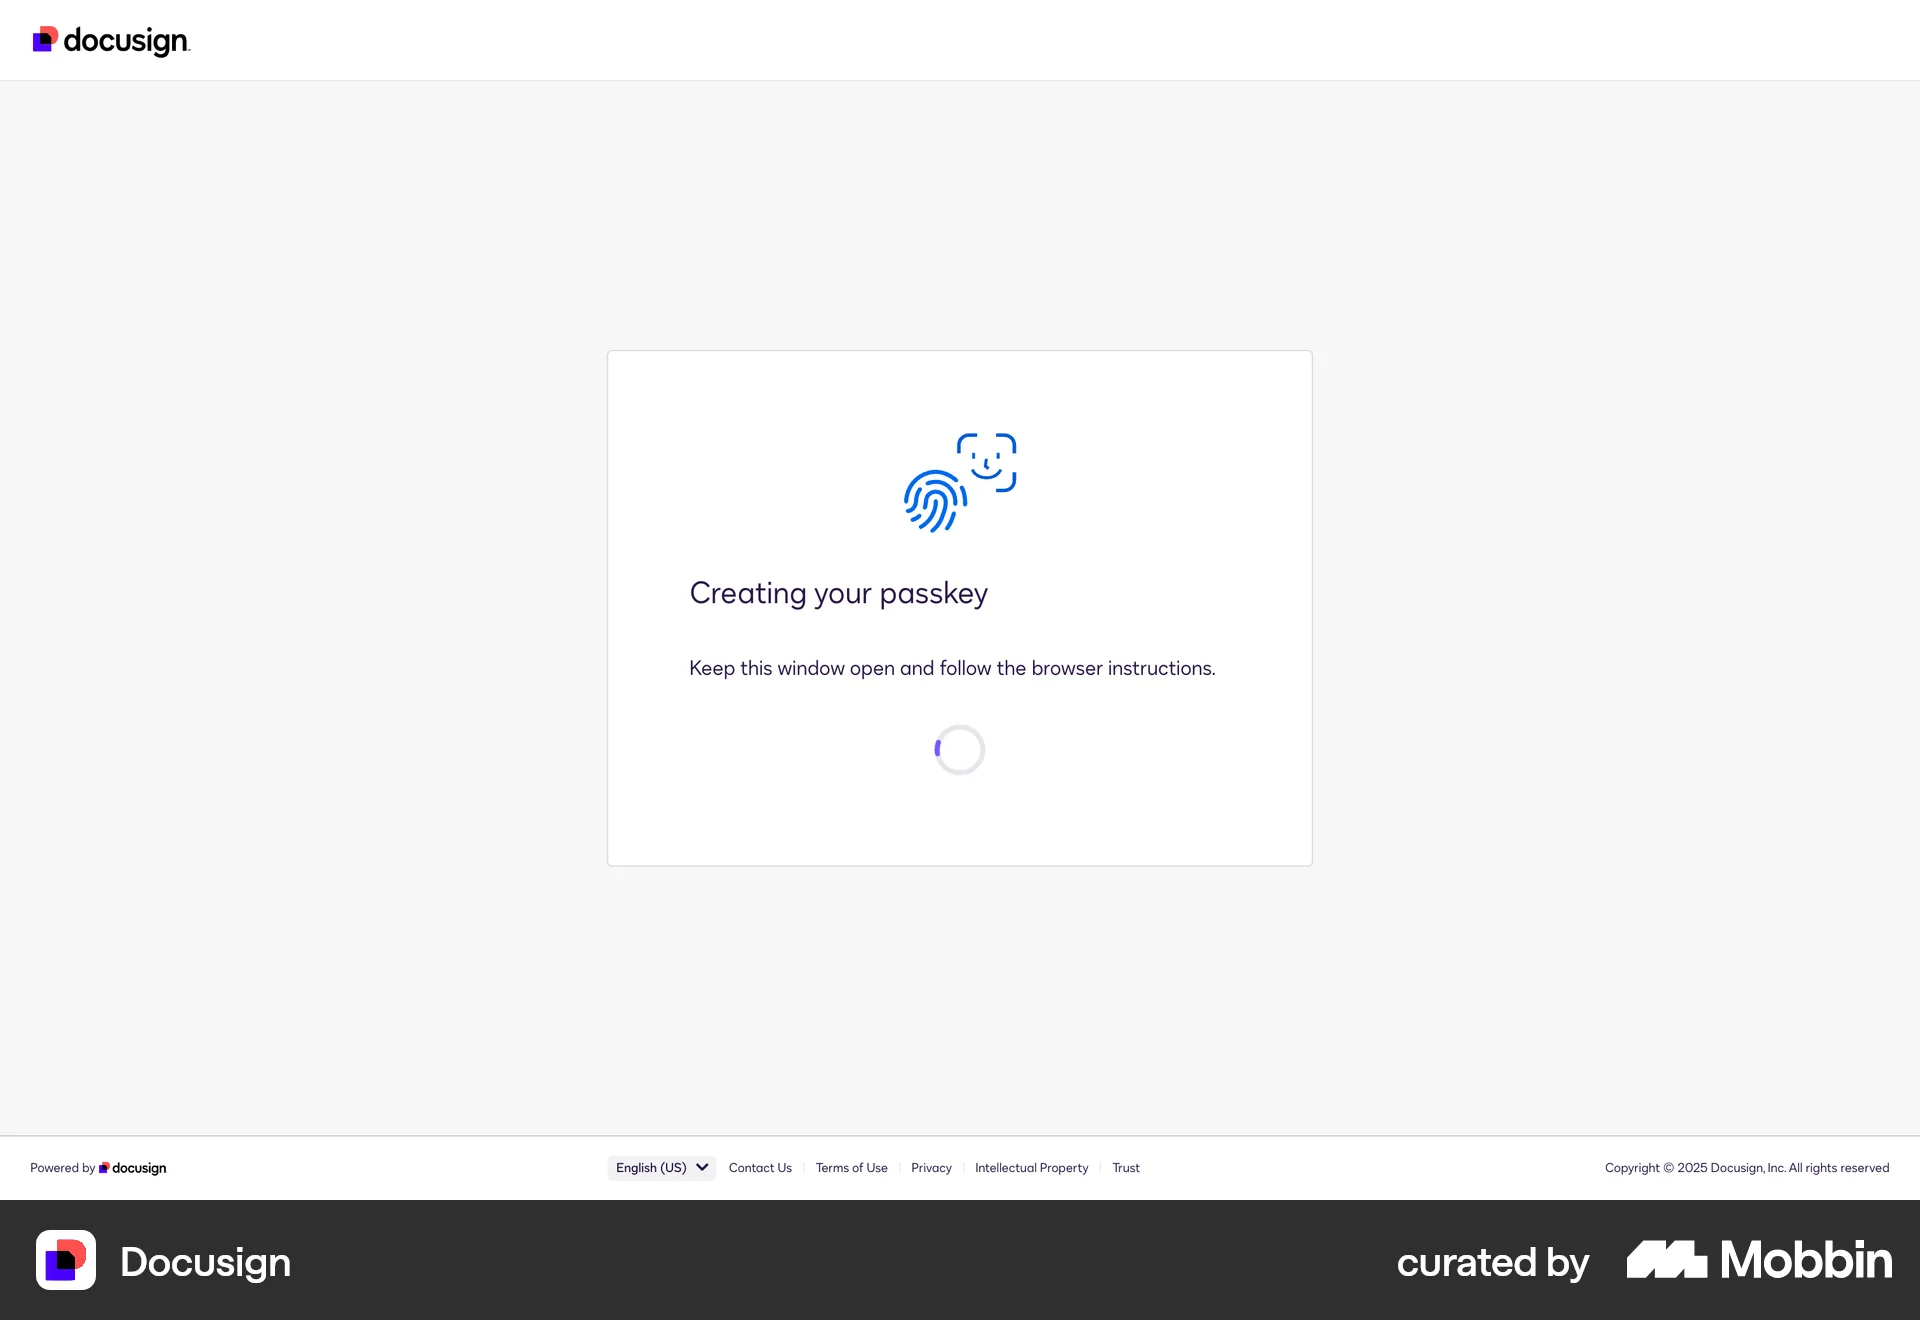 docusign
Creating your passkey
Keep this window open and follow the browser instructions.
Powered by docusign
English (US) Contact Us Terms of Use Privacy Intellectual Property Trust
Copyright © 2025 Docusign, Inc. All rights reserved
Docusign
curated by Mobbin